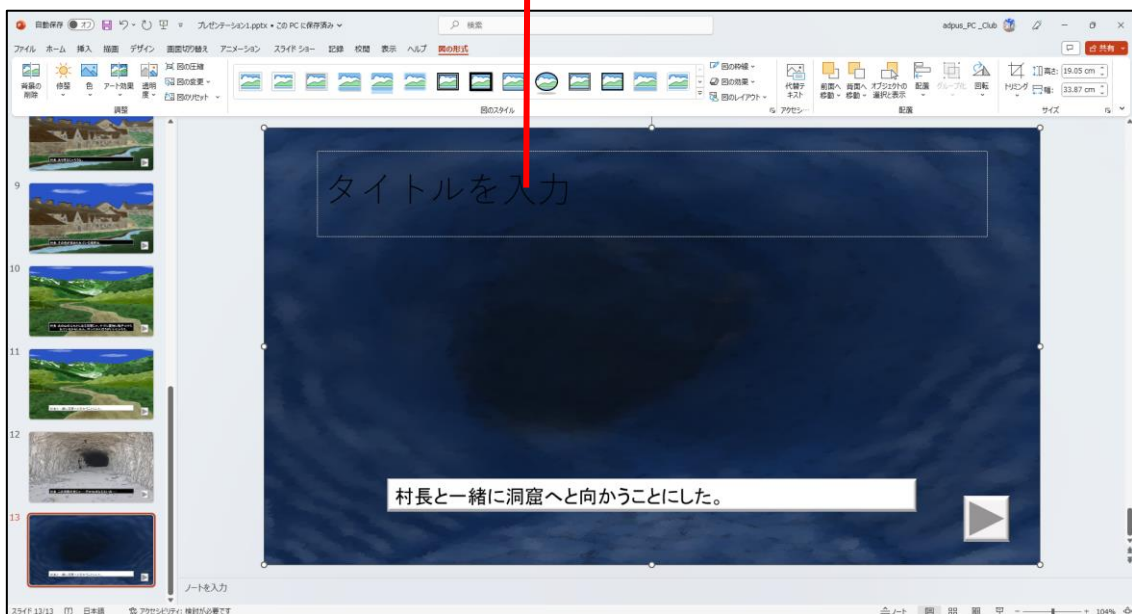 自動保存 オフ プレゼンテーション1.pptx • この PC に保存済み 検索 adpus_PC_Club
ファイル ホーム 挿入 描画 デザイン 画面切り替え アニメーション スライド ショー 記録 校閲 表示 ヘルプ 図の形式 共有
背景の削除 修整 色 アート効果 透明度 図の圧縮 図の変更 図のリセット 図の枠線 図の効果 図のレイアウト 代替テキスト 前面へ移動 背面へ移動 オブジェクトの選択と表示 配置 グループ化 回転 トリミング 高さ: 19.05 cm 幅: 33.87 cm
調整 図のスタイル アクセシ… 配置 サイズ
9
10
11
12
13
タイトルを入力
村長と一緒に洞窟へと向かうことにした。
ノートを入力
スライド 13/13 日本語 アクセシビリティ: 検討が必要です ノート 104%